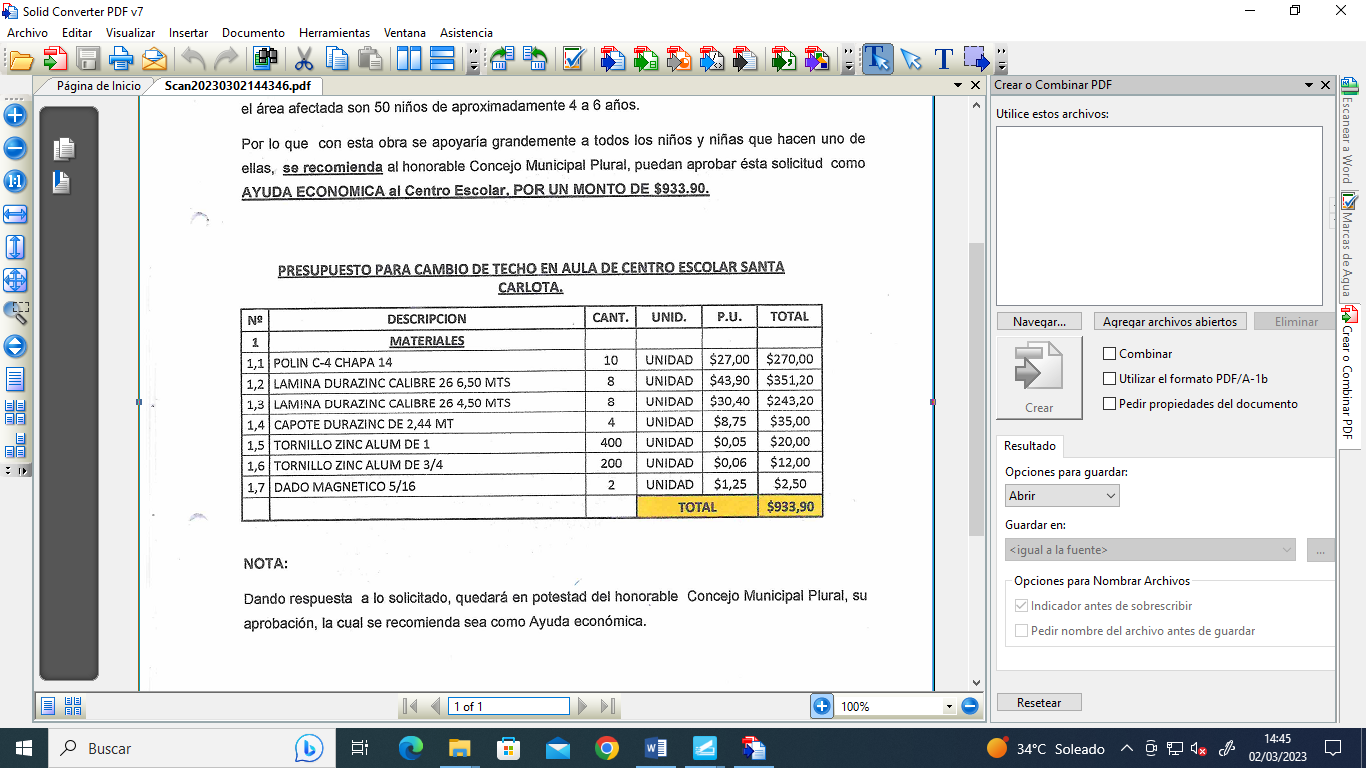 Solid Converter PDF v7
Archivo Editar Visualizar Insertar Documento Herramientas Ventana Asistencia
Página de Inicio Scan20230302144346.pdf
el área afectada son 50 niños de aproximadamente 4 a 6 años.
Por lo que con esta obra se apoyaría grandemente a todos los niños y niñas que hacen uno de
ellas, se recomienda al honorable Concejo Municipal Plural, puedan aprobar ésta solicitud como
AYUDA ECONOMICA al Centro Escolar, POR UN MONTO DE $933.90.
PRESUPUESTO PARA CAMBIO DE TECHO EN AULA DE CENTRO ESCOLAR SANTA
CARLOTA.
Nº DESCRIPCION CANT. UNID. P.U. TOTAL
1 MATERIALES
1,1 POLIN C-4 CHAPA 14 10 UNIDAD $27,00 $270,00
1,2 LAMINA DURAZINC CALIBRE 26 6,50 MTS 8 UNIDAD $43,90 $351,20
1,3 LAMINA DURAZINC CALIBRE 26 4,50 MTS 8 UNIDAD $30,40 $243,20
1,4 CAPOTE DURAZINC DE 2,44 MT 4 UNIDAD $8,75 $35,00
1,5 TORNILLO ZINC ALUM DE 1 400 UNIDAD $0,05 $20,00
1,6 TORNILLO ZINC ALUM DE 3/4 200 UNIDAD $0,06 $12,00
1,7 DADO MAGNETICO 5/16 2 UNIDAD $1,25 $2,50
TOTAL $933,90
NOTA:
Dando respuesta a lo solicitado, quedará en potestad del honorable Concejo Municipal Plural, su
aprobación, la cual se recomienda sea como Ayuda económica.
1 of 1
100%
Crear o Combinar PDF
Utilice estos archivos:
Navegar... Agregar archivos abiertos Eliminar
Crear
Combinar
Utilizar el formato PDF/A-1b
Pedir propiedades del documento
Resultado
Opciones para guardar:
Abrir
Guardar en:
<igual a la fuente> ...
Opciones para Nombrar Archivos
Indicador antes de sobrescribir
Pedir nombre del archivo antes de guardar
Resetear
Escanear a Word
Marcas de Agua
Crear o Combinar PDF
Buscar
34°C Soleado
14:45
02/03/2023